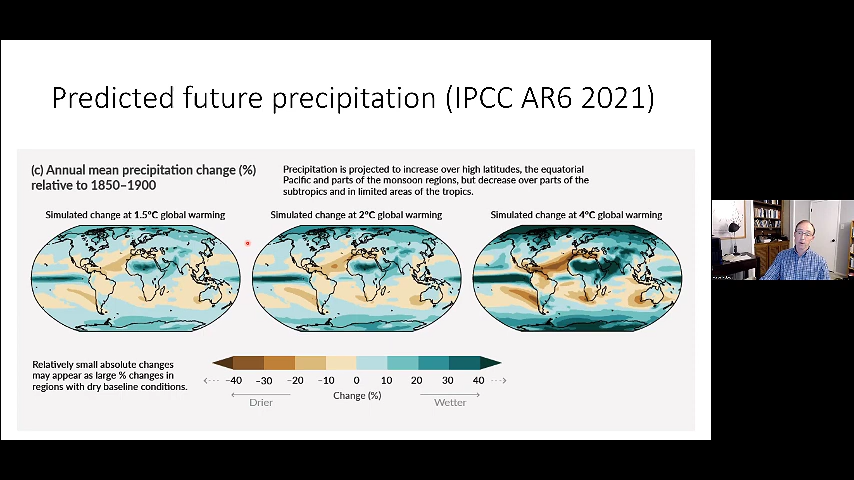 Predicted future precipitation (IPCC AR6 2021)
(c) Annual mean precipitation change (%)
relative to 1850–1900
Precipitation is projected to increase over high latitudes, the equatorial
Pacific and parts of the monsoon regions, but decrease over parts of the
subtropics and in limited areas of the tropics.
Simulated change at 1.5°C global warming
Simulated change at 2°C global warming
Simulated change at 4°C global warming
Relatively small absolute changes
may appear as large % changes in
regions with dry baseline conditions.
-40 -30 -20 -10 0 10 20 30 40
Change (%)
Drier
Wetter